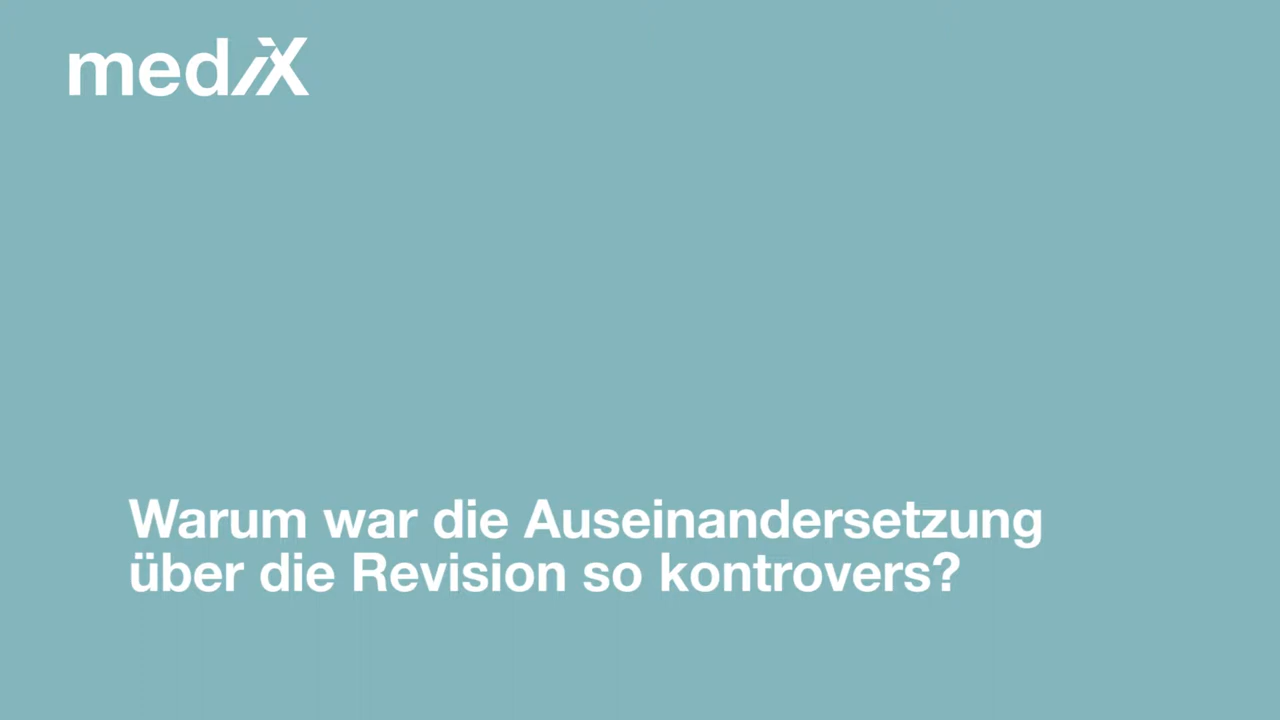 mediX
Warum war die Auseinandersetzung
über die Revision so kontrovers?